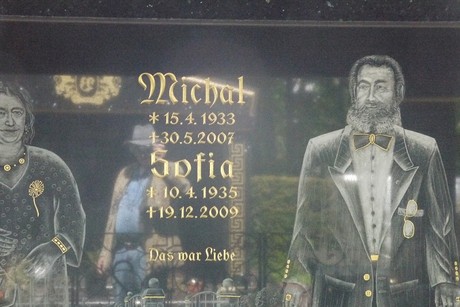 Michal
* 15.4.1933
†30.5.2007
Sofia
* 10.4.1935
†19.12.2009
Das war Liebe